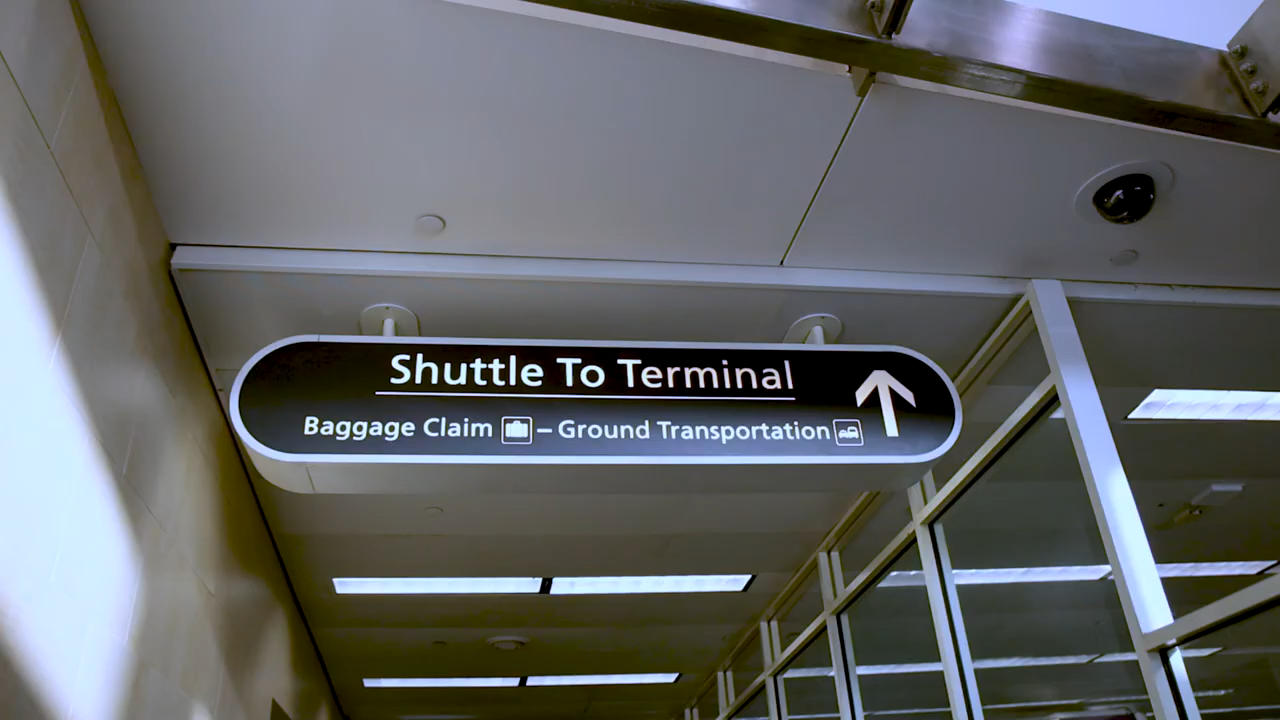 Shuttle To Terminal
Baggage Claim – Ground Transportation